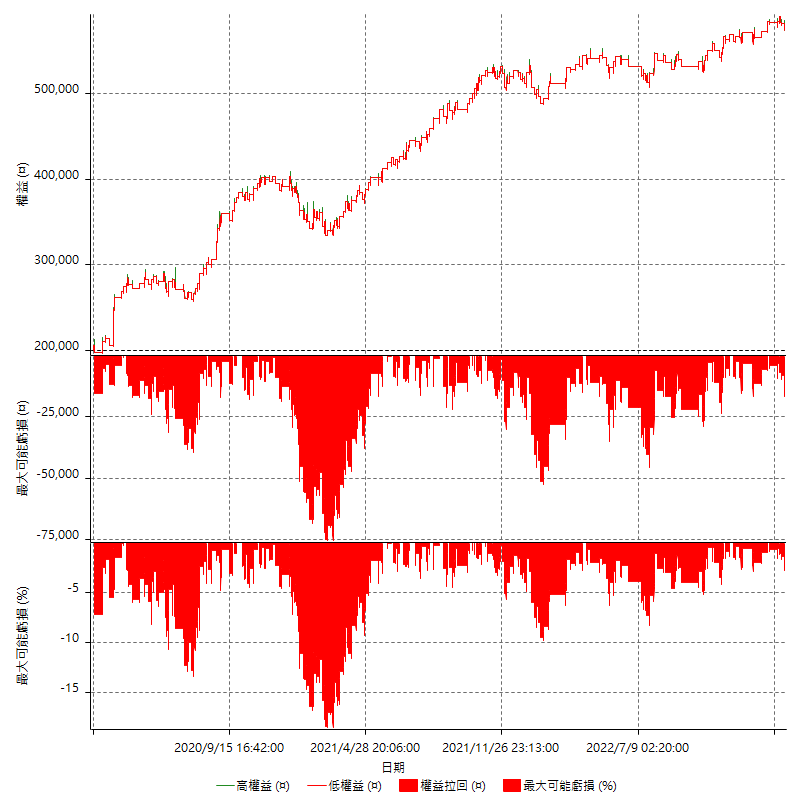 500,000
400,000
300,000
200,000
權益 (¤)
-25,000
-50,000
-75,000
最大可能虧損 (¤)
-5
-10
-15
最大可能虧損 (%)
2020/9/15 16:42:00 2021/4/28 20:06:00 2021/11/26 23:13:00 2022/7/9 02:20:00
日期
高權益 (¤) 低權益 (¤) 權益拉回 (¤) 最大可能虧損 (%)